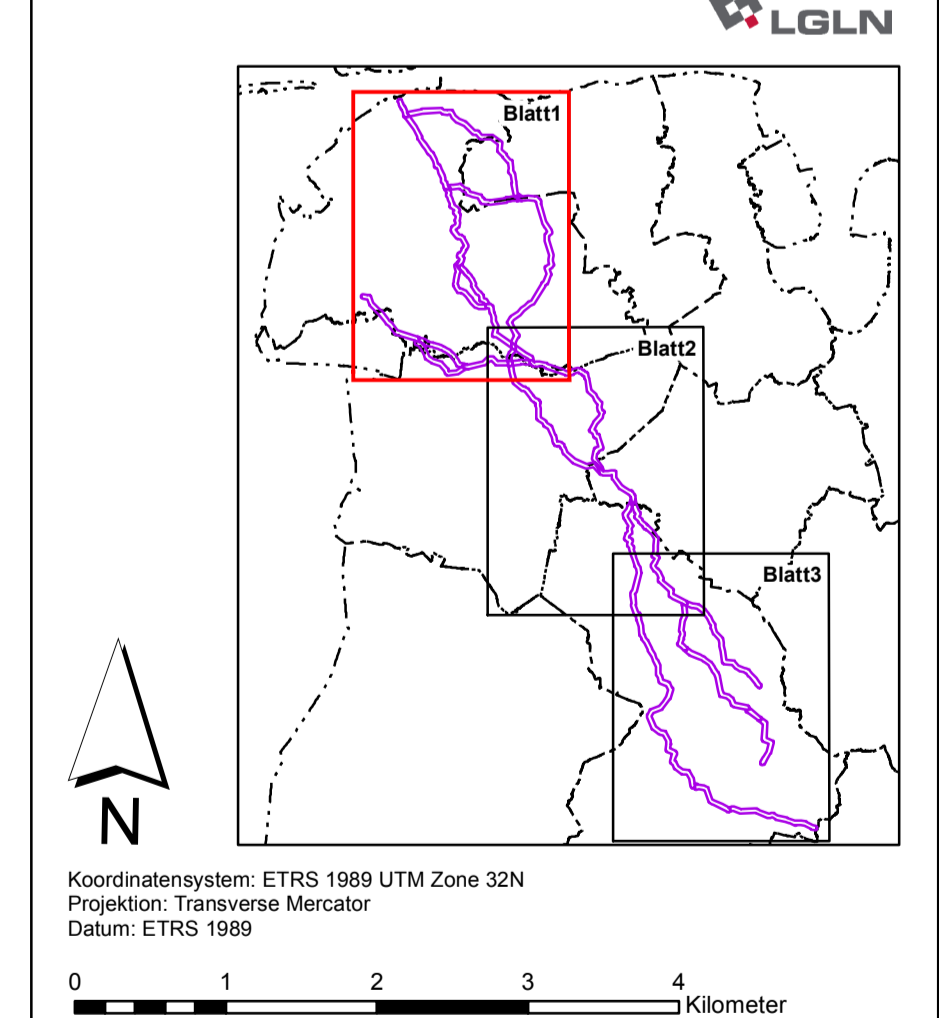 LGLN
Blatt1
Blatt2
Blatt3
N
Koordinatensystem: ETRS 1989 UTM Zone 32N
Projektion: Transverse Mercator
Datum: ETRS 1989
0 1 2 3 4
Kilometer